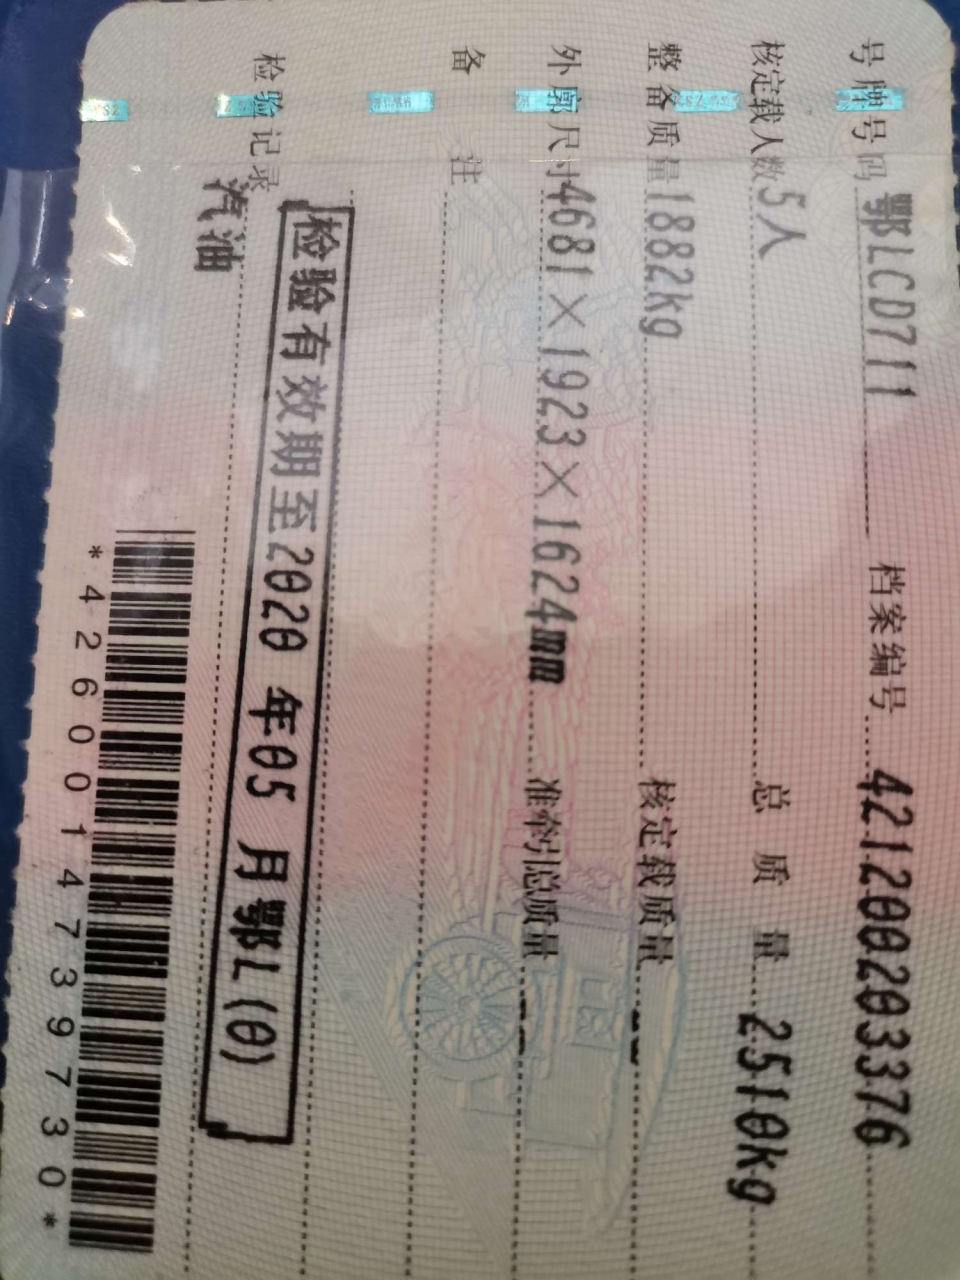 号牌号码 鄂LCD711 档案编号 421200203376
核定载人数 5人 总质量 2510kg
整备质量 1882kg 核定载质量
外廓尺寸 4681×1923×1624mm 准牵引总质量
备注
检验有效期至2020年05月鄂L(0)
检验记录
汽油
*4260014739730*